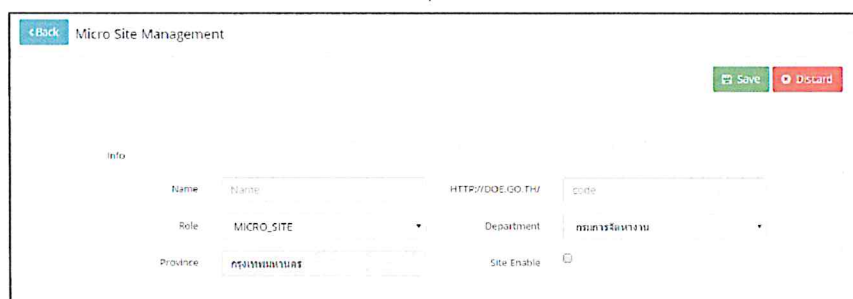 <Back Micro Site Management
Save Discard
Info
Name Name HTTP://DOE.GO.TH/ code
Role MICRO_SITE Department กรมการจัดหางาน
Province กรุงเทพมหานคร Site Enable